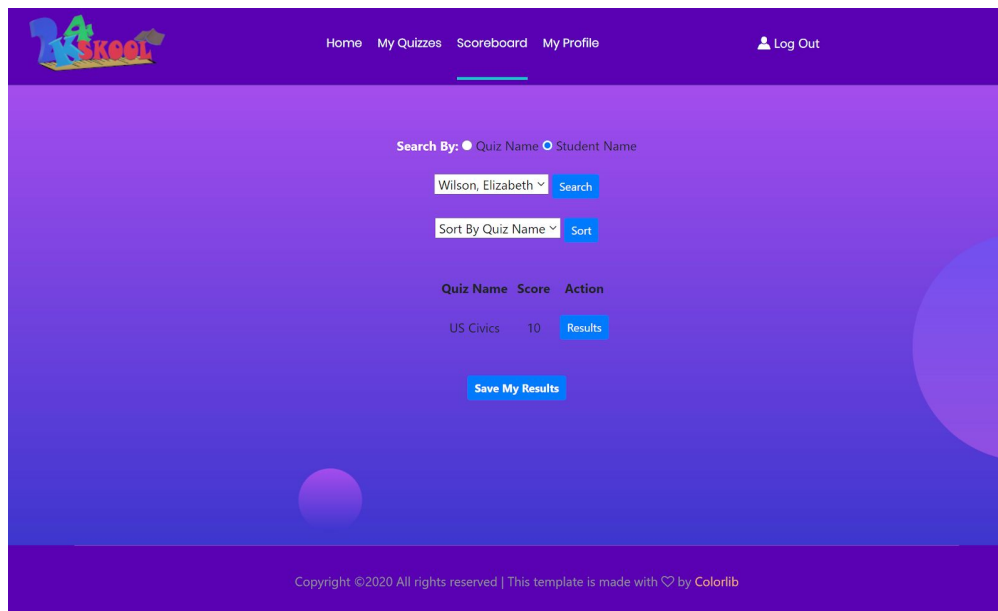 K4SKOOL
Home My Quizzes Scoreboard My Profile Log Out
Search By: Quiz Name Student Name
Wilson, Elizabeth Search
Sort By Quiz Name Sort
Quiz Name Score Action
US Civics 10 Results
Save My Results
Copyright ©2020 All rights reserved | This template is made with ♡ by Colorlib